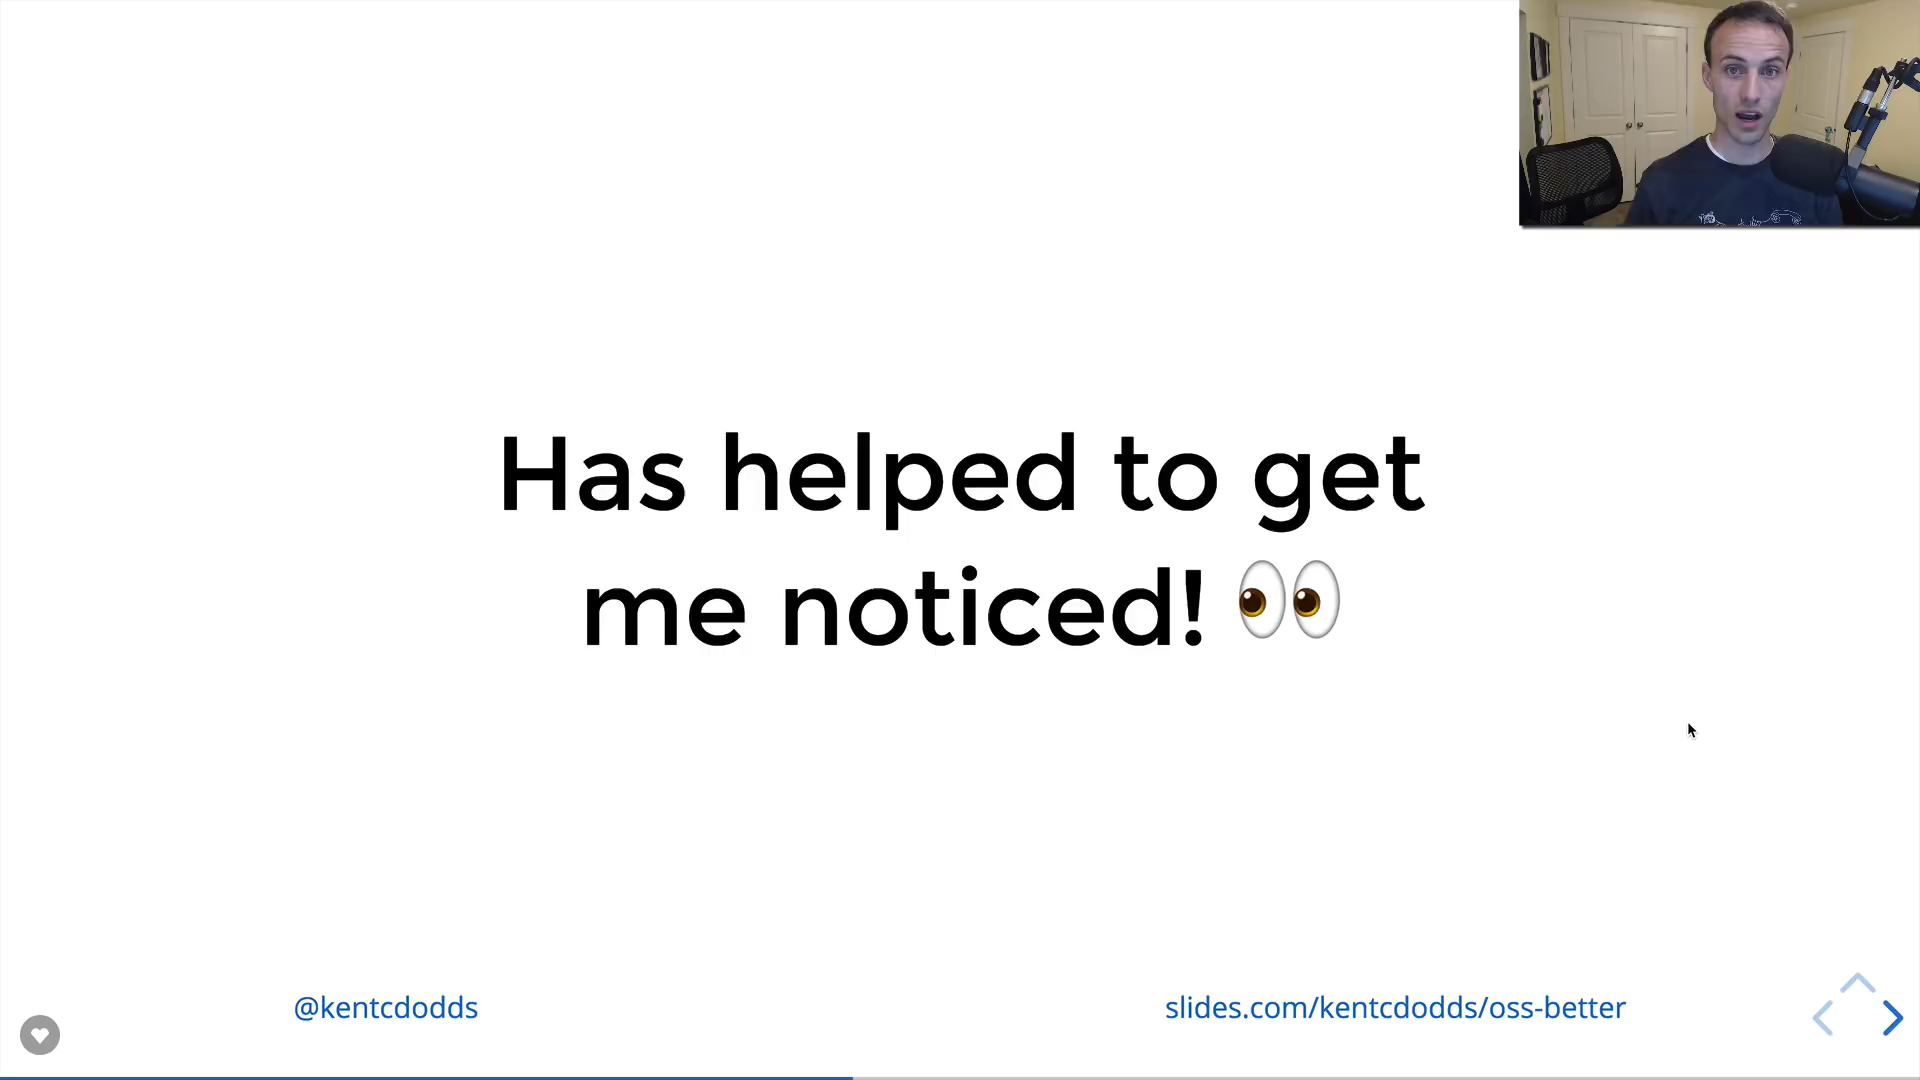 Has helped to get
me noticed! 👀
@kentcdodds
slides.com/kentcdodds/oss-better